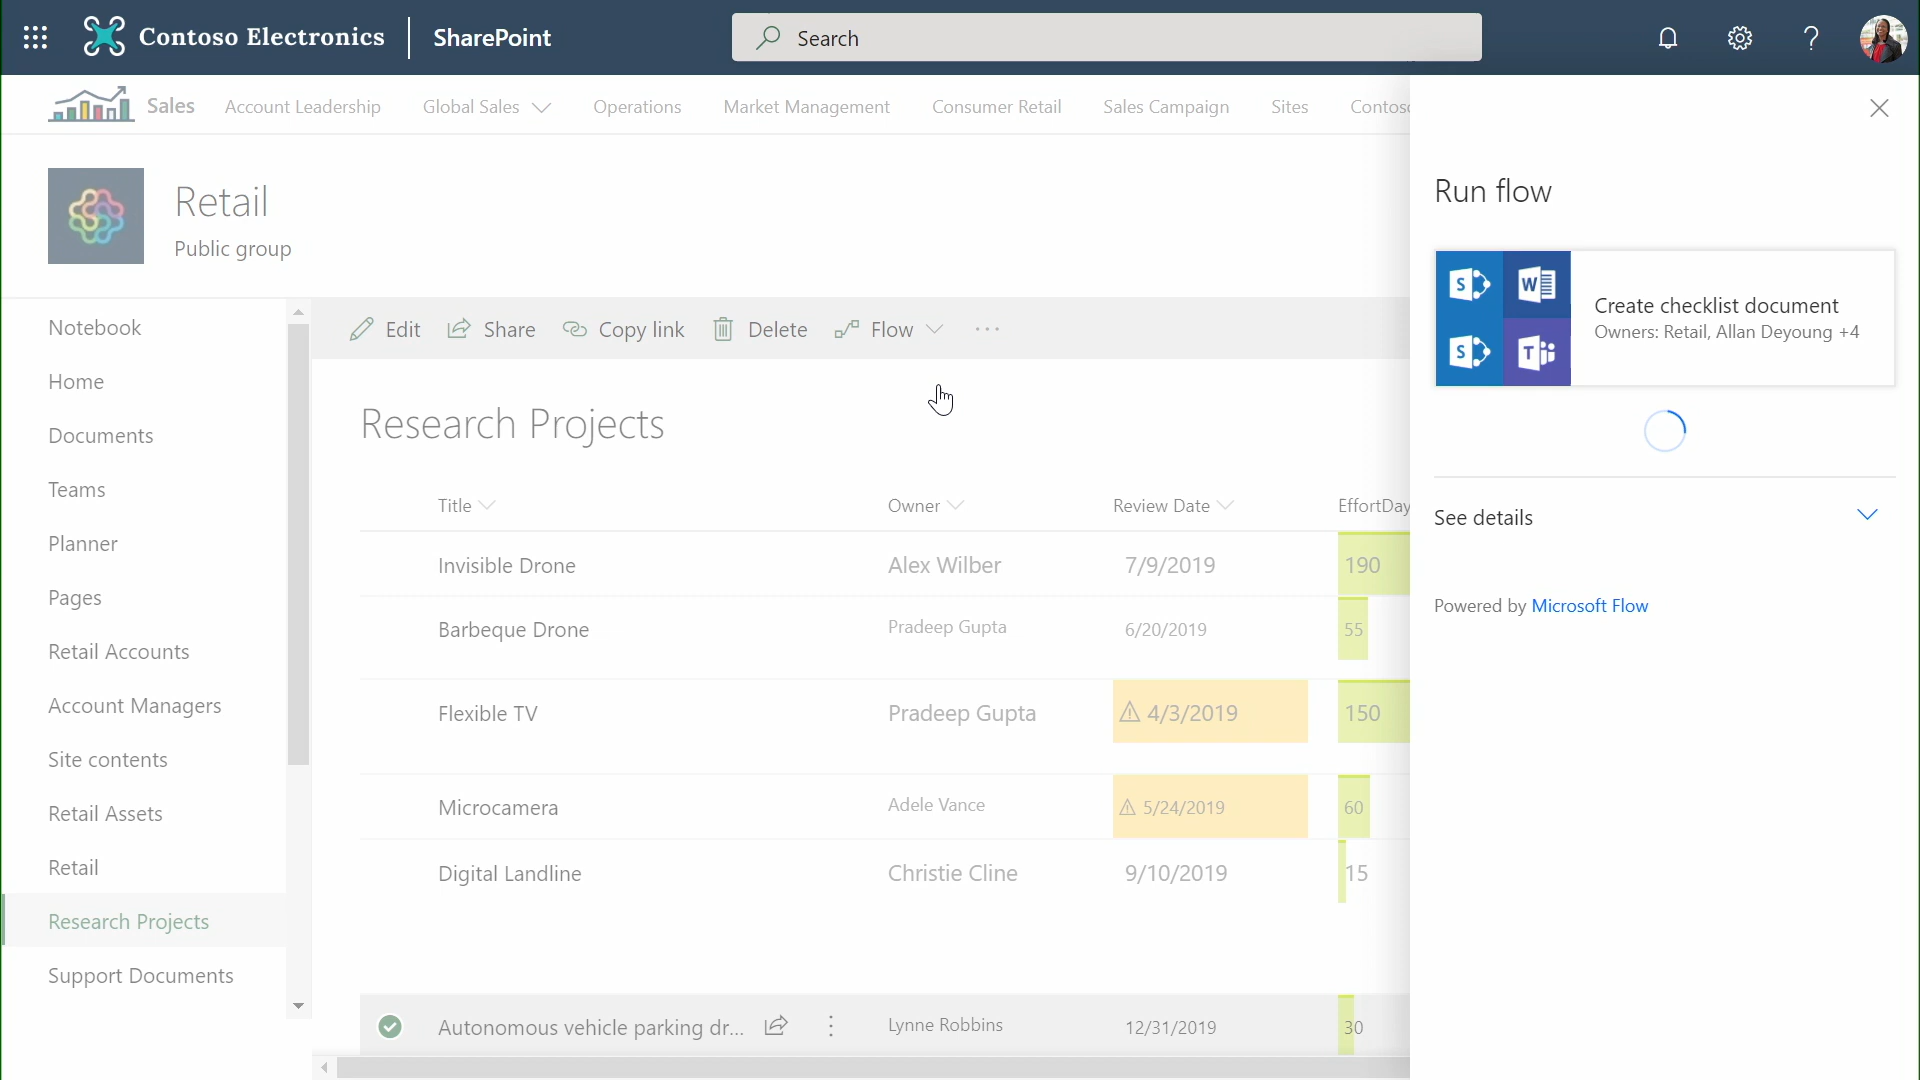 Contoso Electronics
SharePoint
Search
Sales
Account Leadership
Global Sales
Operations
Market Management
Consumer Retail
Sales Campaign
Sites
Contoso
Retail
Public group
Notebook
Home
Documents
Teams
Planner
Pages
Retail Accounts
Account Managers
Site contents
Retail Assets
Retail
Research Projects
Support Documents
Edit
Share
Copy link
Delete
Flow
Research Projects
Title Owner Review Date EffortDay
Invisible Drone Alex Wilber 7/9/2019 190
Barbeque Drone Pradeep Gupta 6/20/2019 55
Flexible TV Pradeep Gupta 4/3/2019 150
Microcamera Adele Vance 5/24/2019 60
Digital Landline Christie Cline 9/10/2019 15
Autonomous vehicle parking dr... Lynne Robbins 12/31/2019 30
Run flow
S W
S T
Create checklist document
Owners: Retail, Allan Deyoung +4
See details
Powered by Microsoft Flow